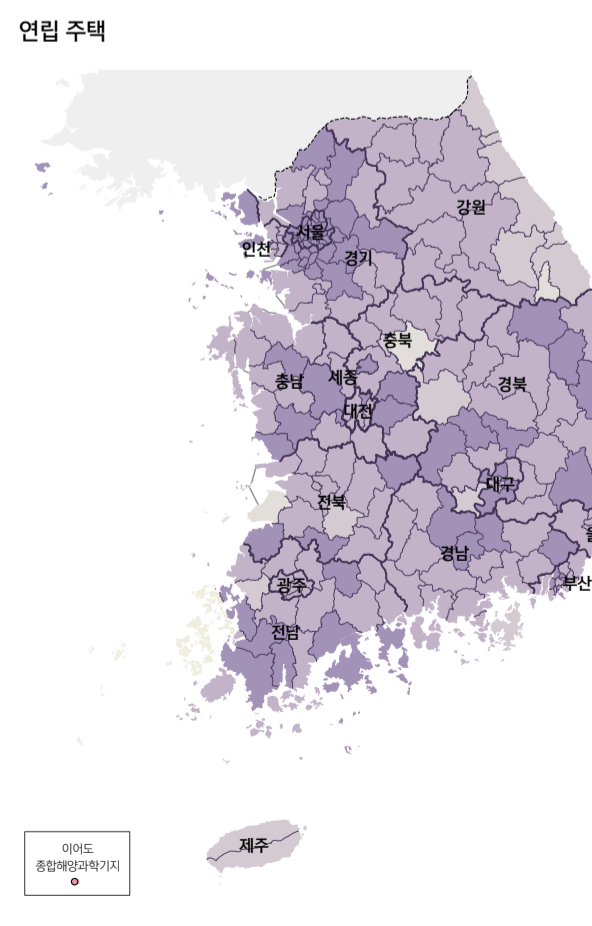 연립 주택
강원
서울
인천
경기
충북
충남
세종
경북
대전
대구
전북
울
경남
광주
부산
전남
제주
이어도
종합해양과학기지